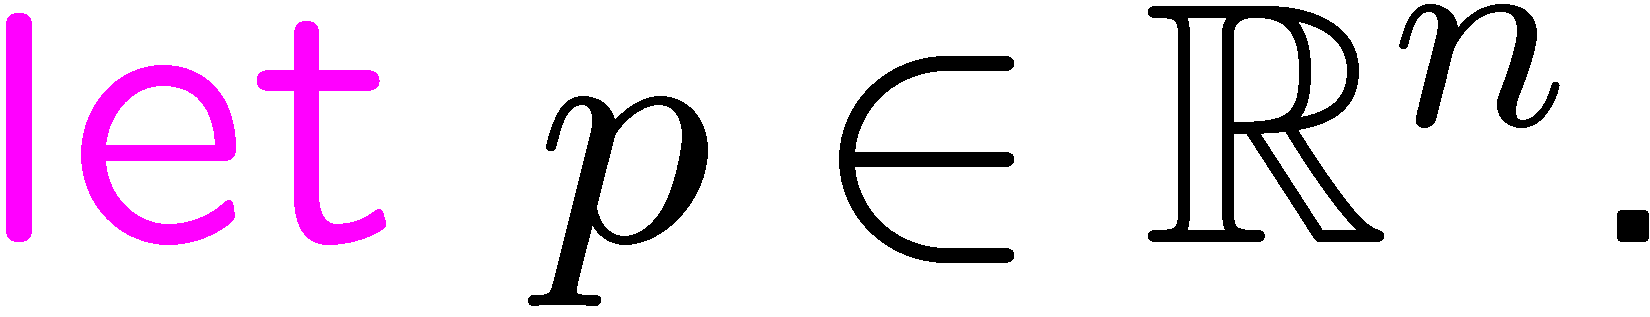 let p ∈ ℝⁿ.